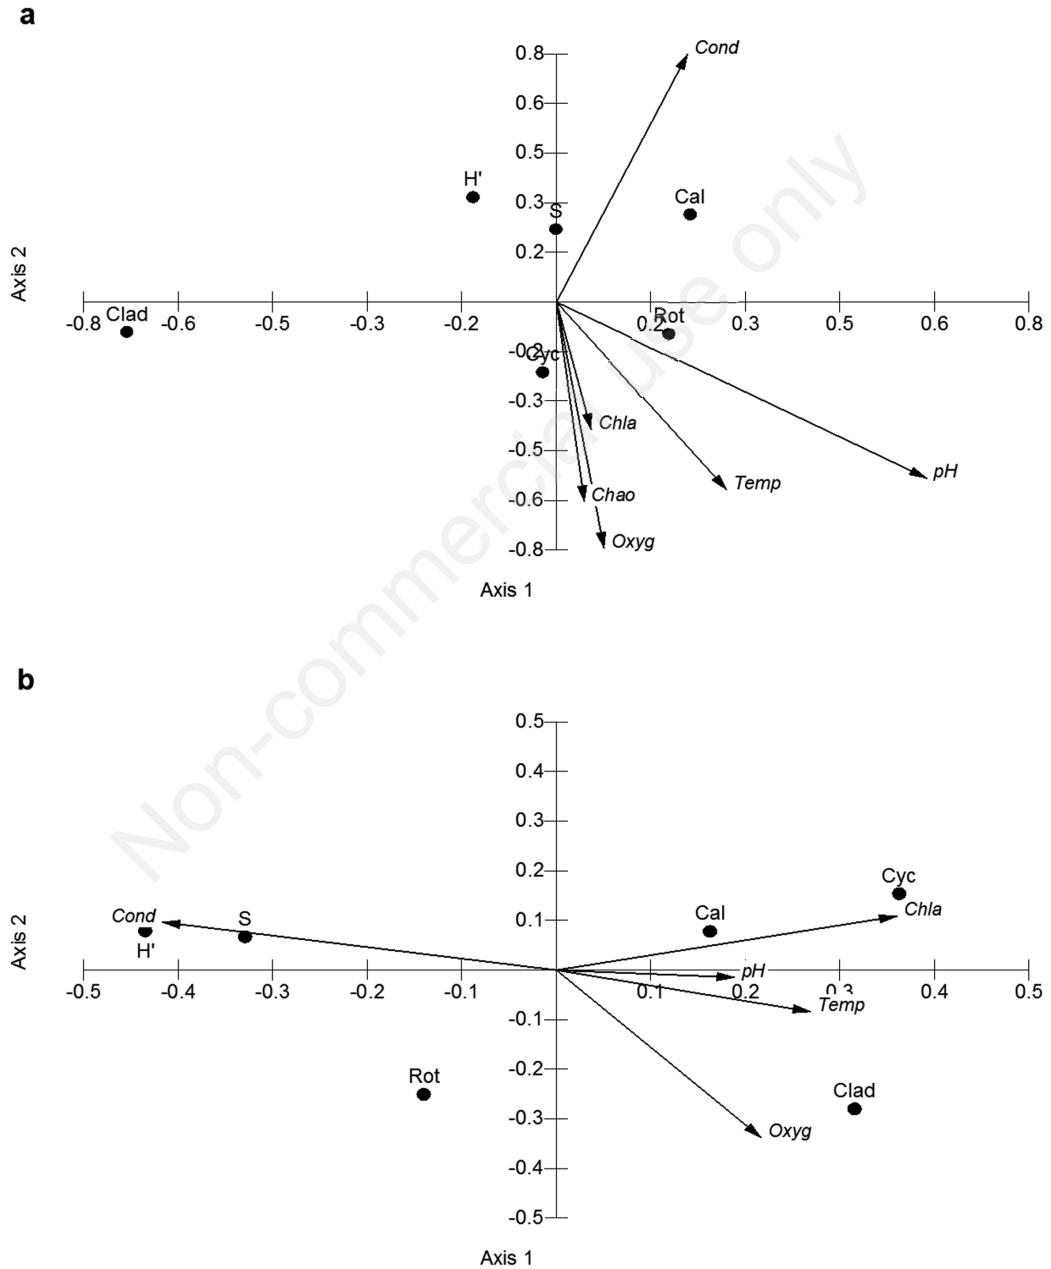 a
0.8
Cond
0.6
0.5
H'
Cal
0.3
S
0.2
Axis 2
Clad
Rot
-0.8 -0.6 -0.5 -0.3 -0.2 0.2 0.3 0.5 0.6 0.8
-0.2
Cyc
-0.3
Chla
-0.5
pH
Temp
-0.6
Chao
Oxyg
-0.8
Axis 1
Non-commercial use only
b
0.5
0.4
0.3
0.2
Cyc
Chla
Cond
S
Cal
0.1
H'
Axis 2
pH
-0.5 -0.4 -0.3 -0.2 -0.1 0.1 0.2 0.3 0.4 0.5
Temp
-0.1
-0.2
Rot
Clad
-0.3
Oxyg
-0.4
-0.5
Axis 1